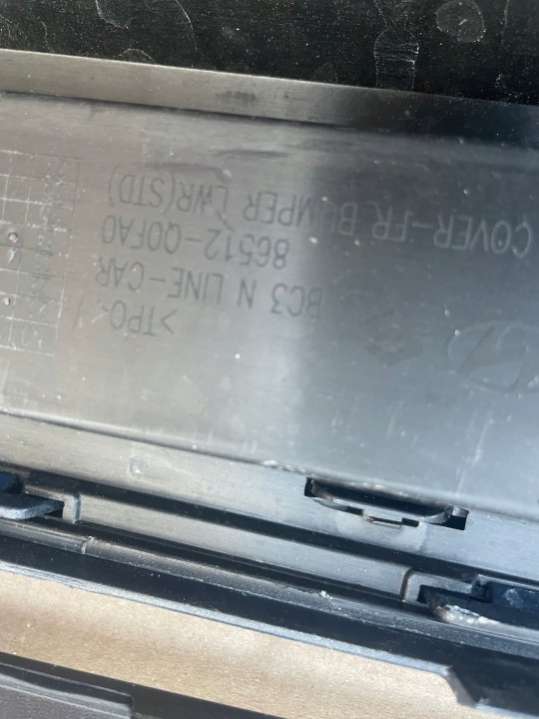 COVER-FR BUMPER LWR(STD)
86512-Q0FA0
BC3 N LINE-CAR
>TPO